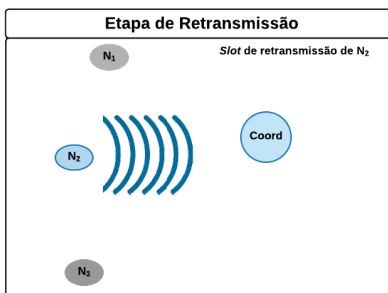 Etapa de Retransmissão
Slot de retransmissão de N₂
N₁
Coord
N₂
N₃